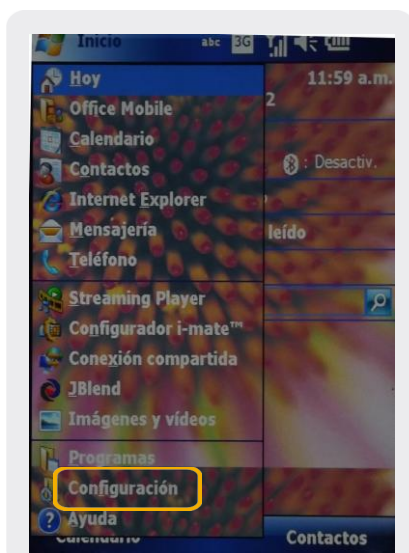 Inicio abc 3G
Hoy
11:59 a.m.
Office Mobile
2
Calendario
Contactos
: Desactiv.
Internet Explorer
Mensajería
leído
Teléfono
Streaming Player
Configurador i-mate™
Conexión compartida
JBlend
Imágenes y vídeos
Programas
Configuración
Ayuda
Calendario
Contactos